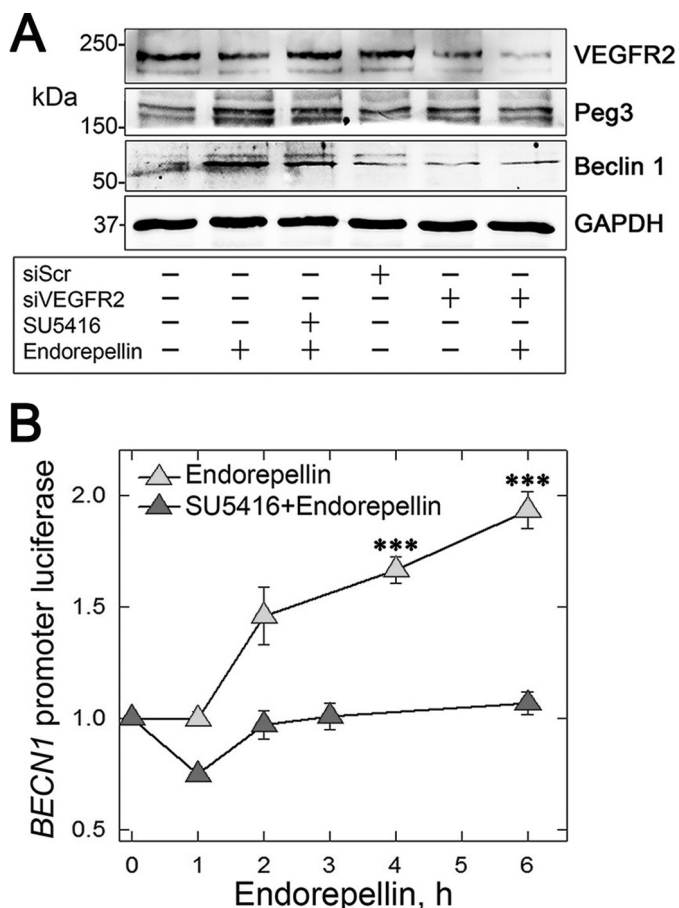 A
250
VEGFR2
kDa
Peg3
150
Beclin 1
50
37
GAPDH
siScr − − − + − −
siVEGFR2 − − − − + +
SU5416 − − + − − −
Endorepellin − + + − − +
B
BECN1 promoter luciferase
Endorepellin
SU5416+Endorepellin
***
***
2.0
1.5
1.0
0.5
0 1 2 3 4 5 6
Endorepellin, h